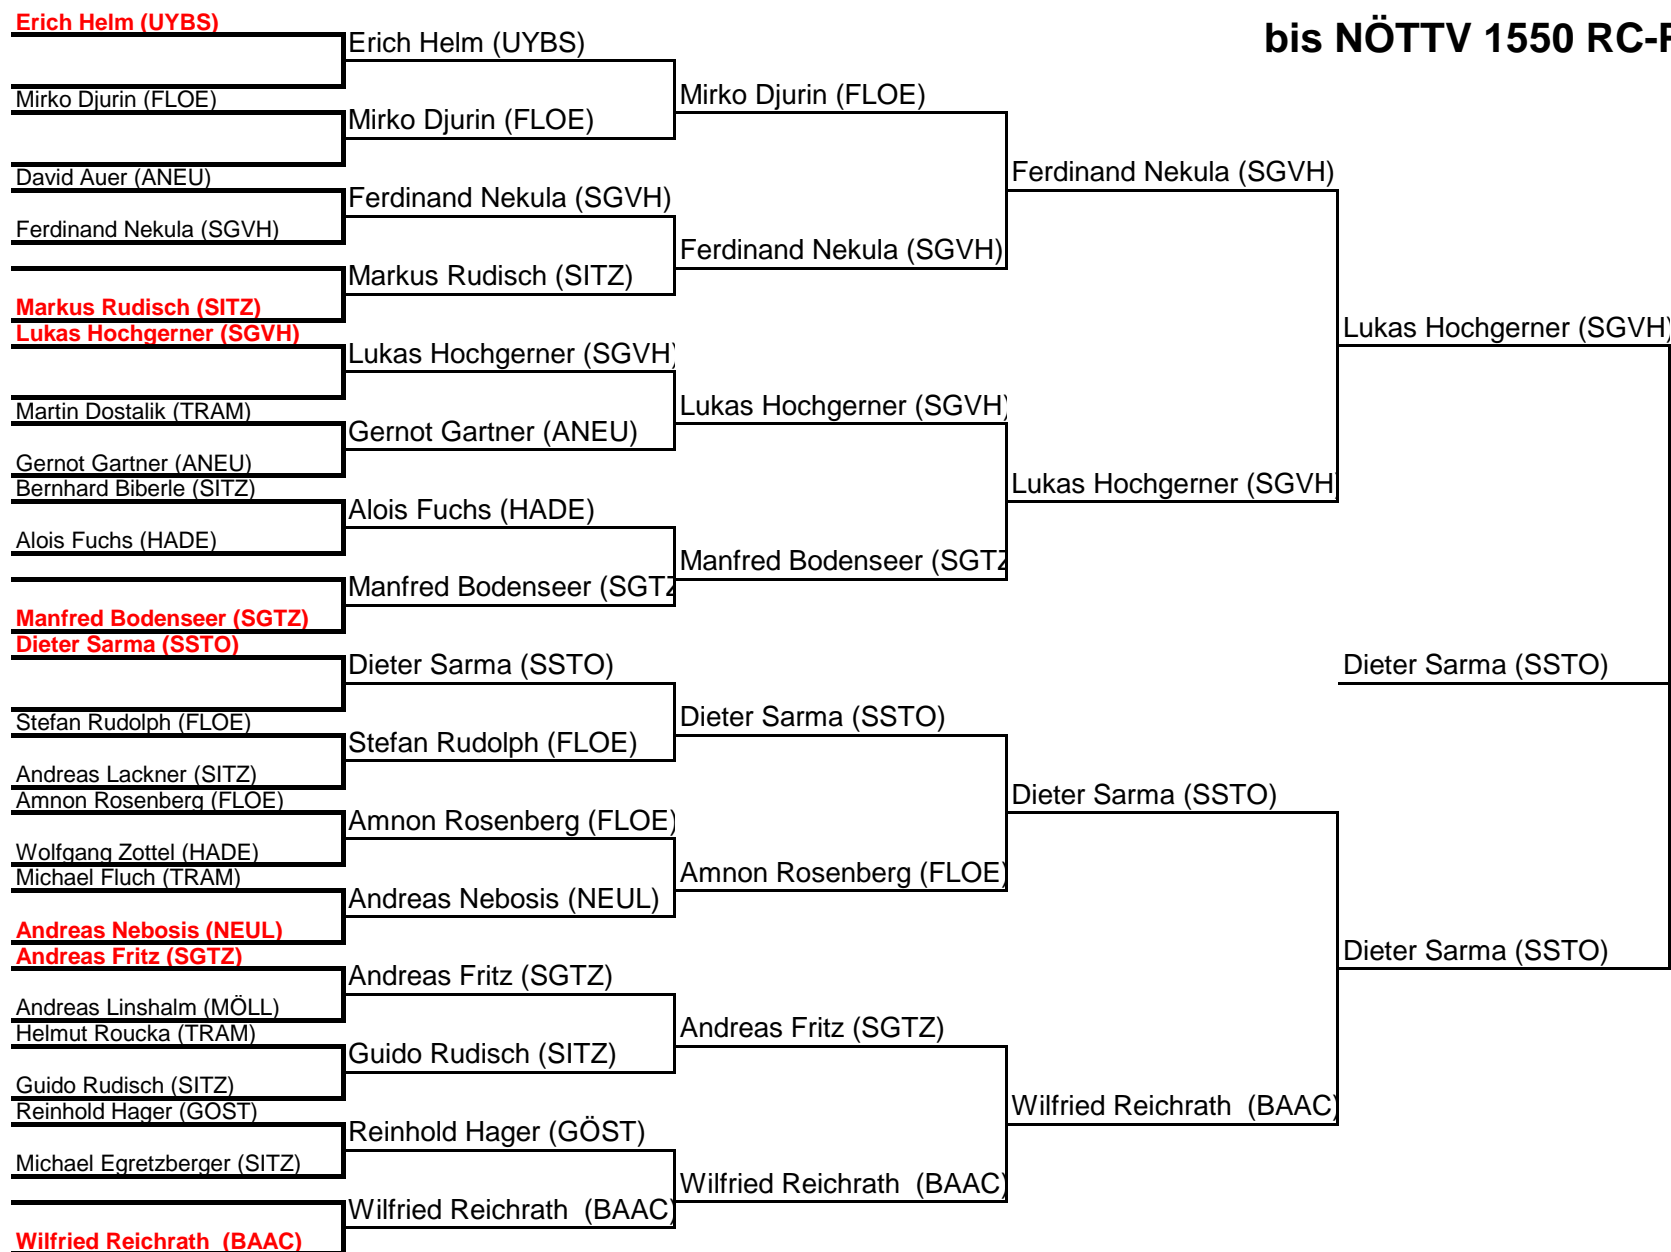 bis NÖTTV 1550 RC-P
Erich Helm (UYBS)
Mirko Djurin (FLOE)
David Auer (ANEU)
Ferdinand Nekula (SGVH)
Markus Rudisch (SITZ)
Lukas Hochgerner (SGVH)
Martin Dostalik (TRAM)
Gernot Gartner (ANEU)
Bernhard Biberle (SITZ)
Alois Fuchs (HADE)
Manfred Bodenseer (SGTZ)
Dieter Sarma (SSTO)
Stefan Rudolph (FLOE)
Andreas Lackner (SITZ)
Amnon Rosenberg (FLOE)
Wolfgang Zottel (HADE)
Michael Fluch (TRAM)
Andreas Nebosis (NEUL)
Andreas Fritz (SGTZ)
Andreas Linshalm (MÖLL)
Helmut Roucka (TRAM)
Guido Rudisch (SITZ)
Reinhold Hager (GÖST)
Michael Egretzberger (SITZ)
Wilfried Reichrath (BAAC)
Erich Helm (UYBS)
Mirko Djurin (FLOE)
Ferdinand Nekula (SGVH)
Markus Rudisch (SITZ)
Lukas Hochgerner (SGVH)
Gernot Gartner (ANEU)
Alois Fuchs (HADE)
Manfred Bodenseer (SGTZ
Dieter Sarma (SSTO)
Stefan Rudolph (FLOE)
Amnon Rosenberg (FLOE)
Andreas Nebosis (NEUL)
Andreas Fritz (SGTZ)
Guido Rudisch (SITZ)
Reinhold Hager (GÖST)
Wilfried Reichrath (BAAC)
Mirko Djurin (FLOE)
Ferdinand Nekula (SGVH)
Lukas Hochgerner (SGVH)
Manfred Bodenseer (SGTZ
Dieter Sarma (SSTO)
Amnon Rosenberg (FLOE)
Andreas Fritz (SGTZ)
Wilfried Reichrath (BAAC)
Ferdinand Nekula (SGVH)
Lukas Hochgerner (SGVH)
Dieter Sarma (SSTO)
Wilfried Reichrath (BAAC)
Lukas Hochgerner (SGVH)
Dieter Sarma (SSTO)
Dieter Sarma (SSTO)